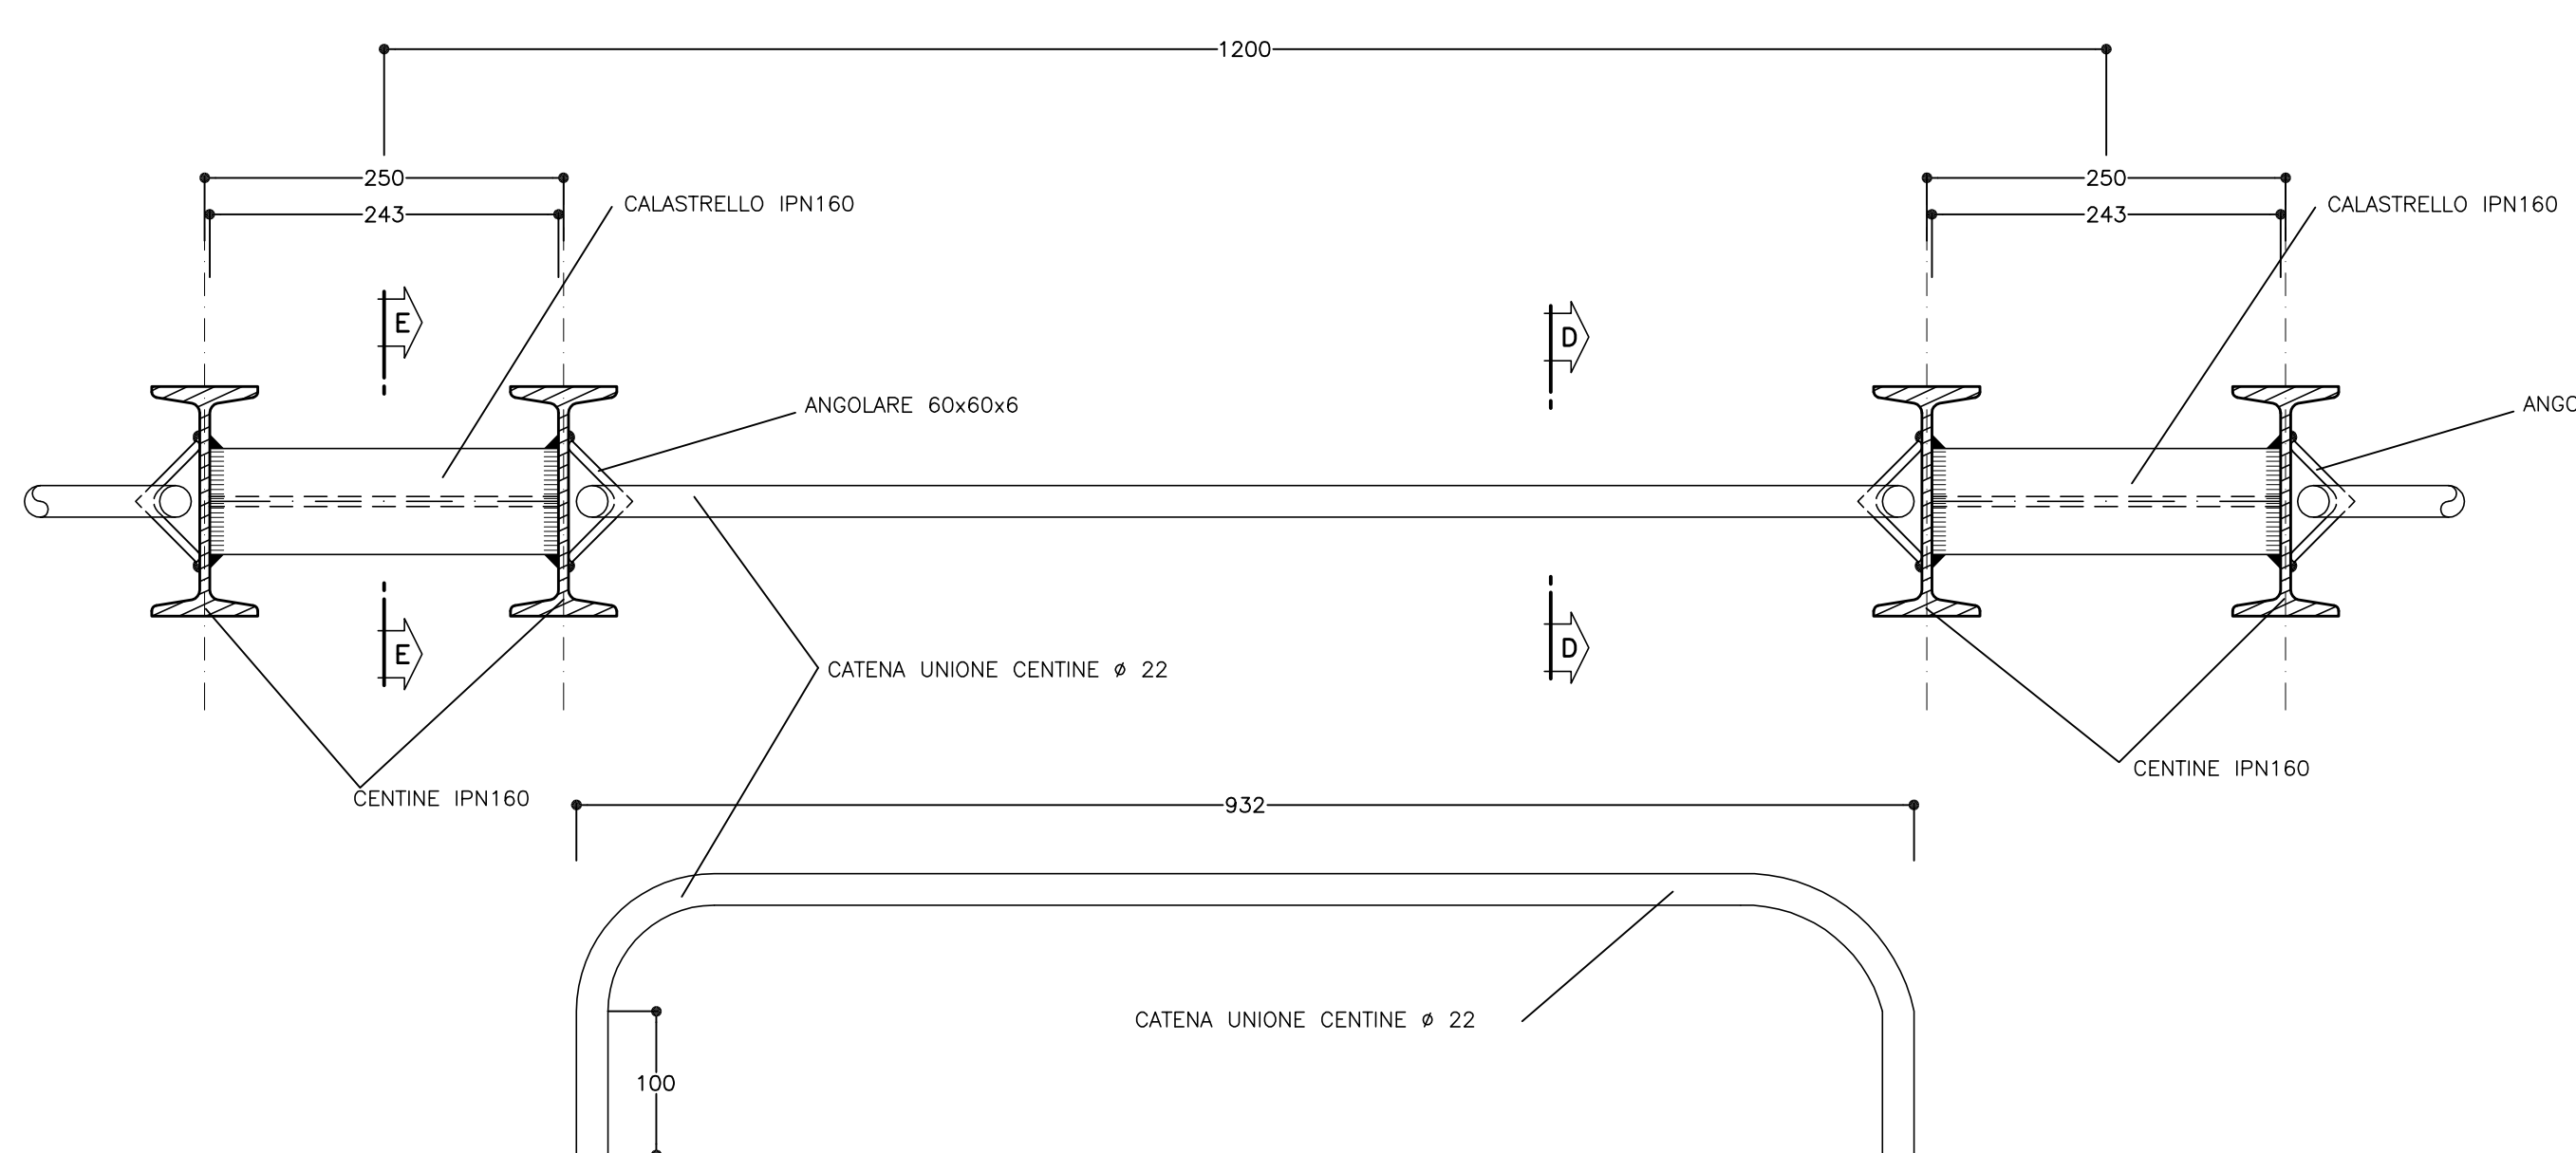 1200
250
250
243
CALASTRELLO IPN160
243
CALASTRELLO IPN160
E
D
ANGOLARE 60x60x6
ANGO
E
D
CATENA UNIONE CENTINE ø 22
CENTINE IPN160
CENTINE IPN160
932
CATENA UNIONE CENTINE ø 22
100